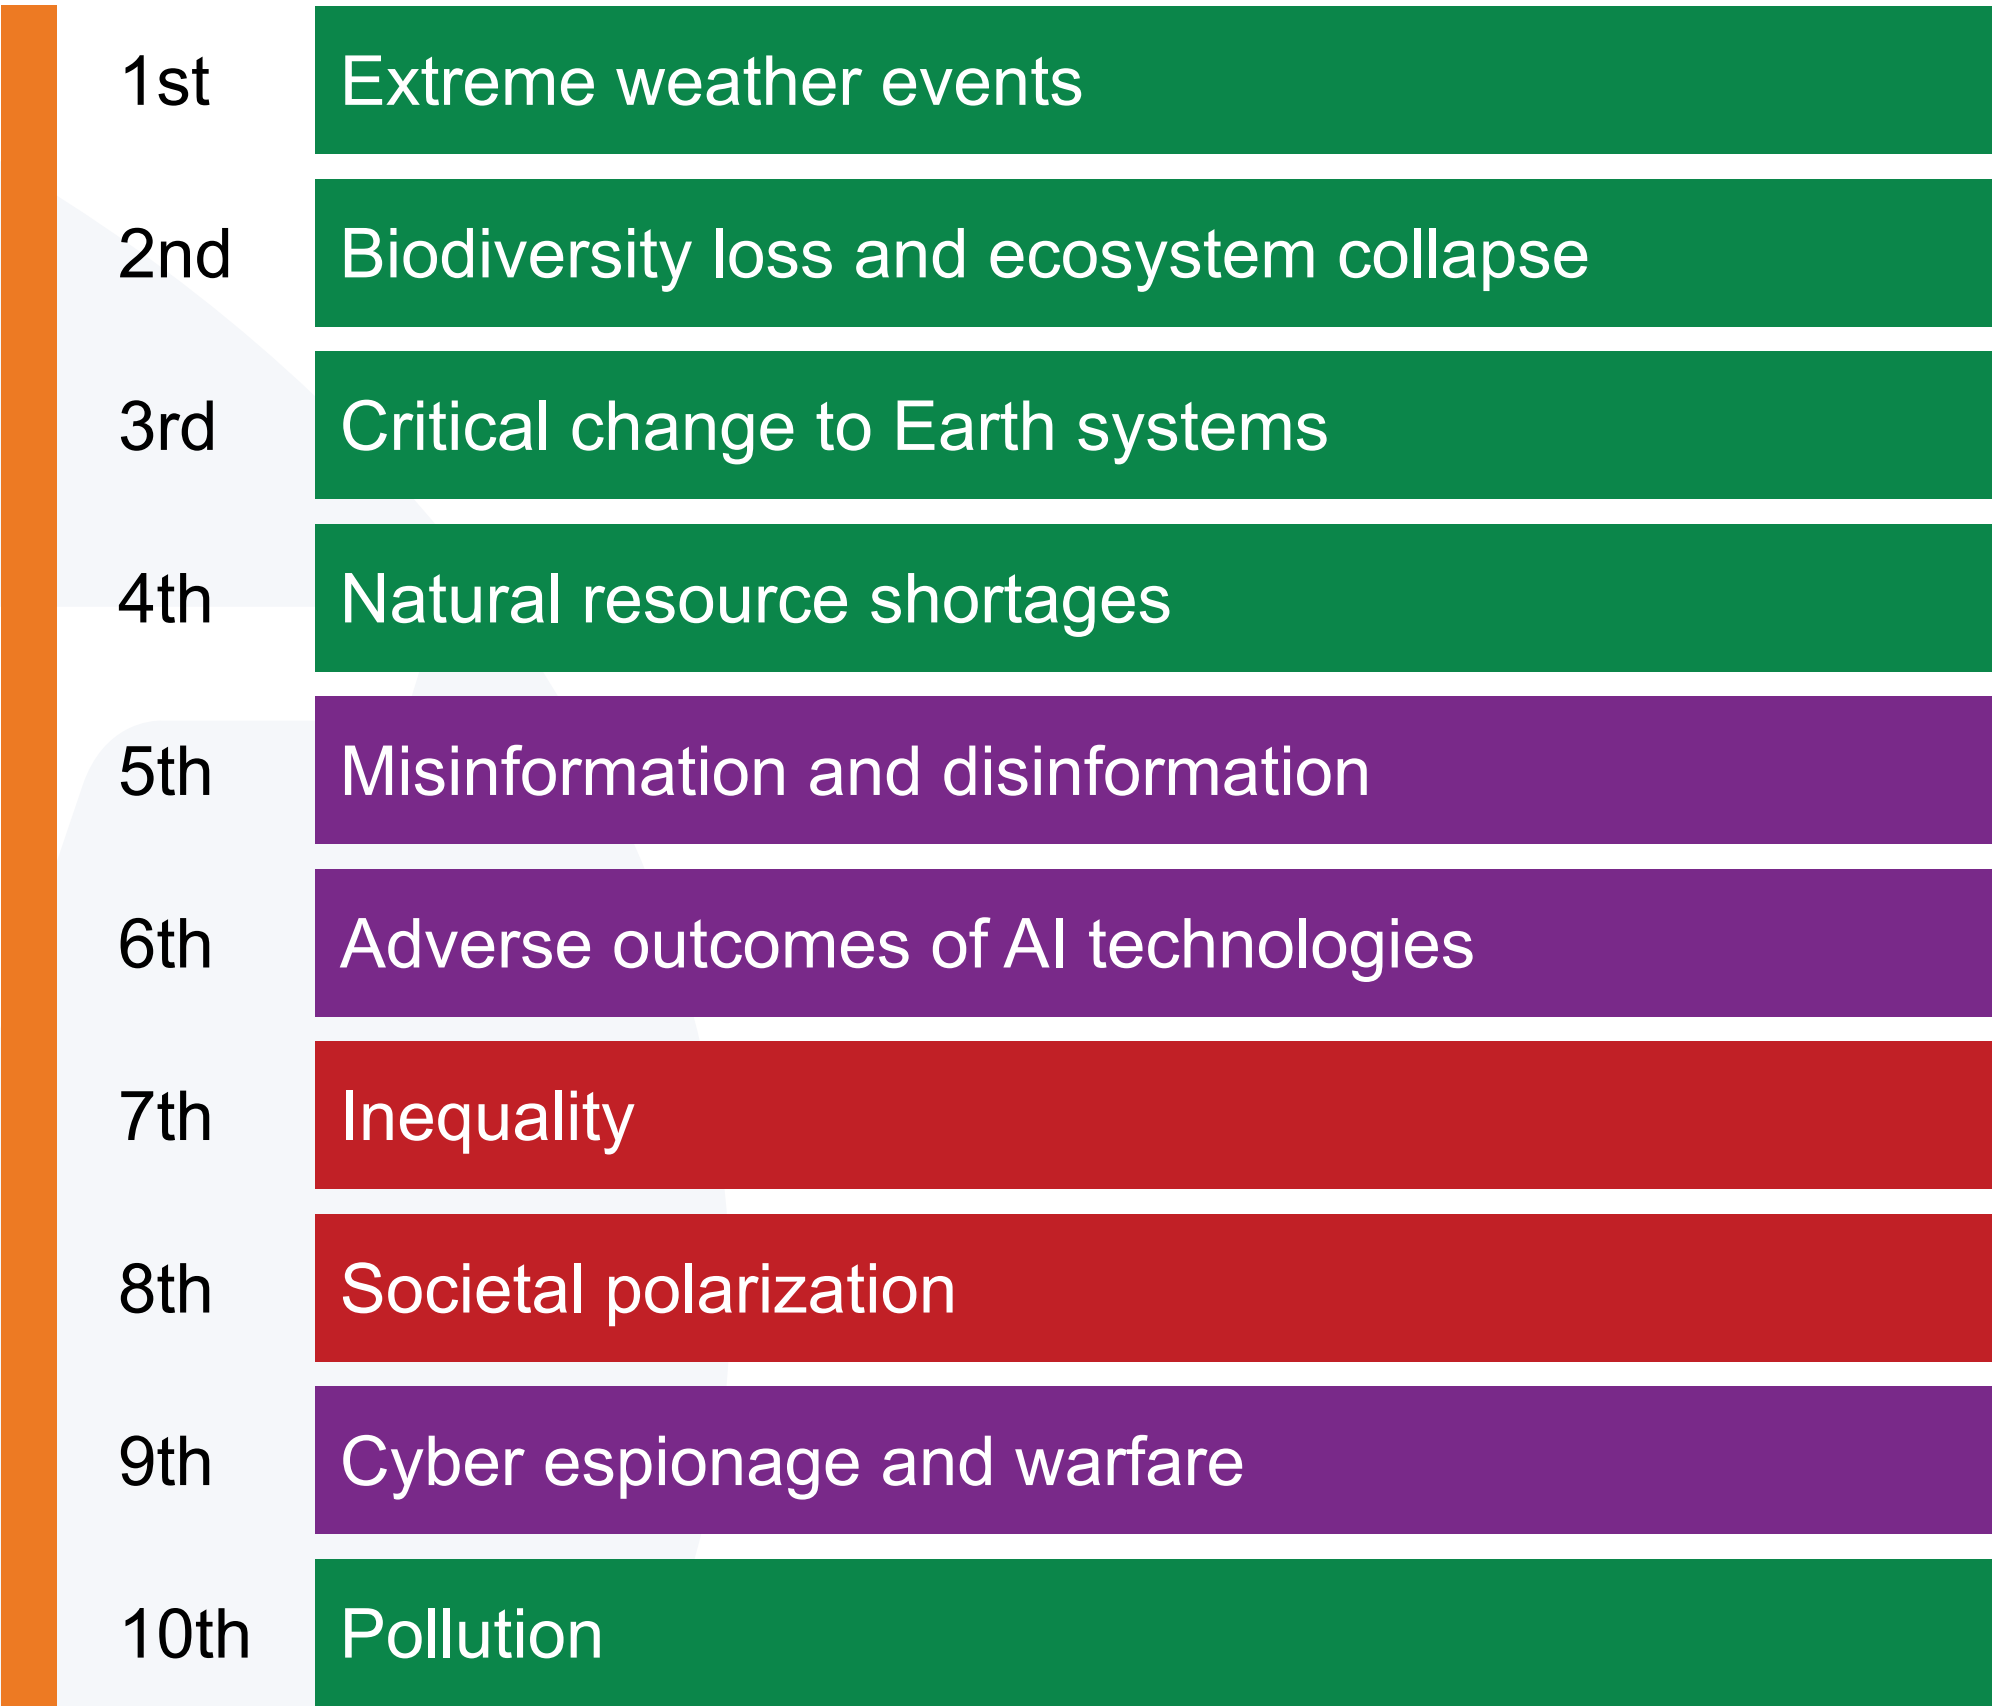 1st Extreme weather events
2nd Biodiversity loss and ecosystem collapse
3rd Critical change to Earth systems
4th Natural resource shortages
5th Misinformation and disinformation
6th Adverse outcomes of AI technologies
7th Inequality
8th Societal polarization
9th Cyber espionage and warfare
10th Pollution